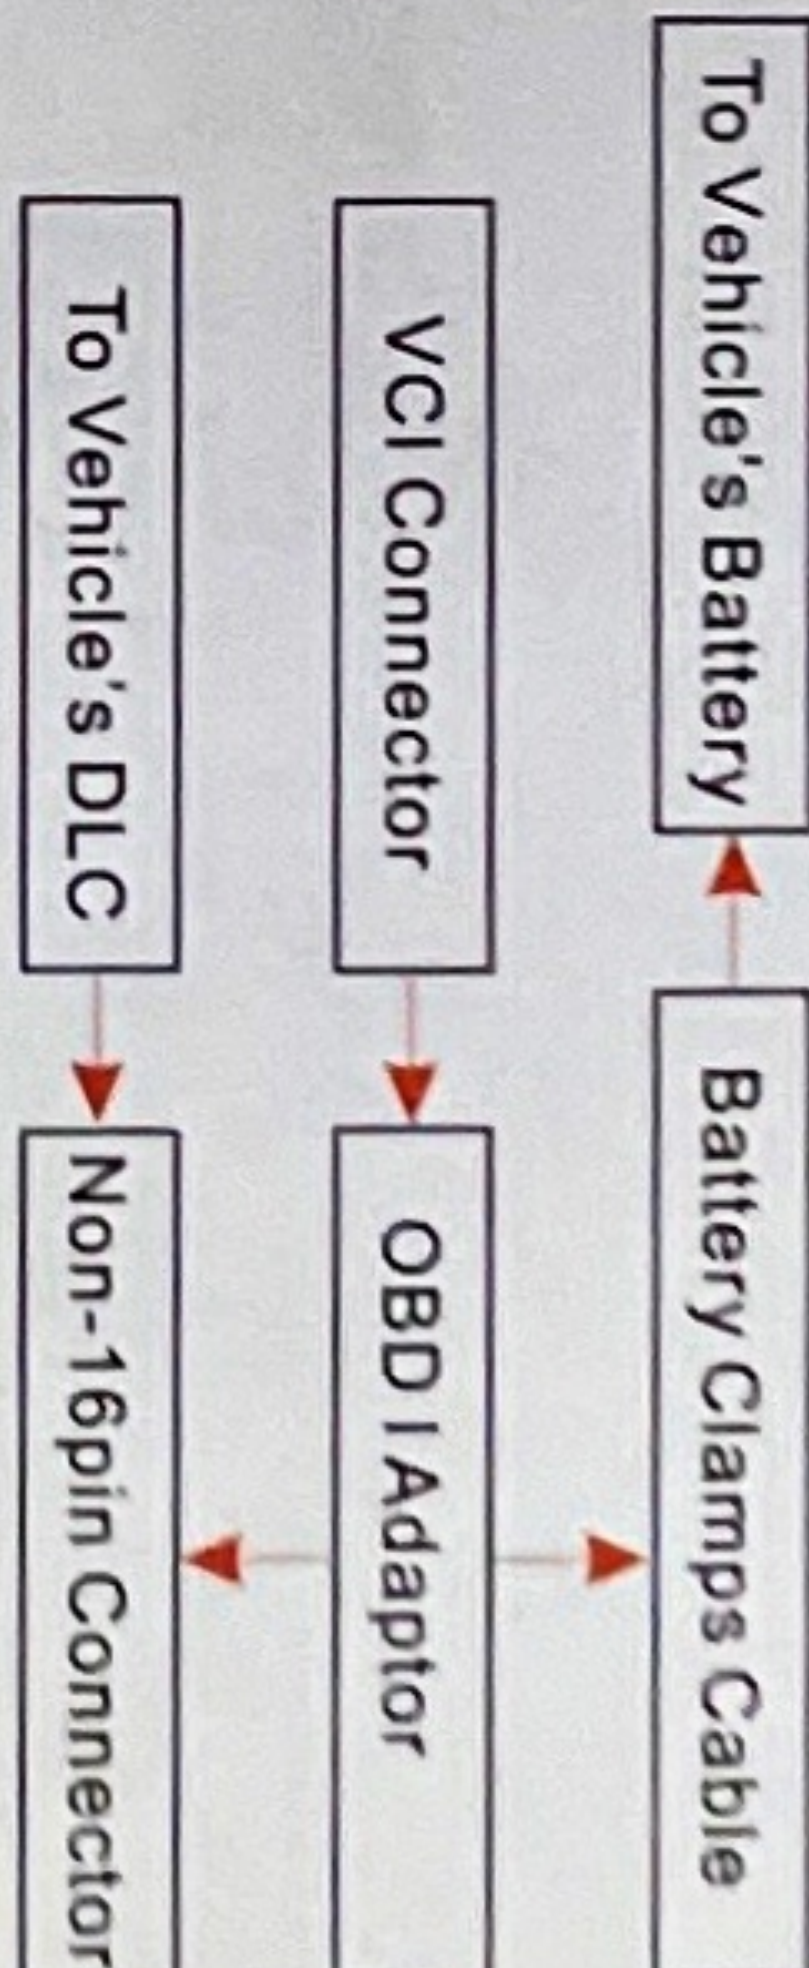 To Vehicle's Battery
Battery Clamps Cable
VCI Connector
OBD I Adaptor
To Vehicle's DLC
Non-16pin Connector